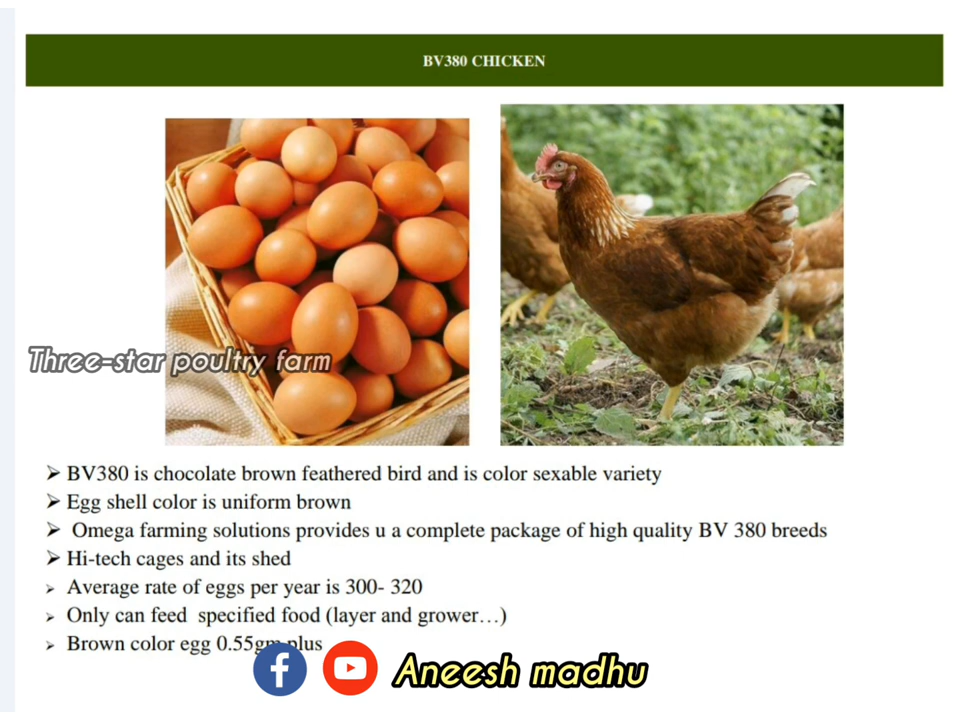 BV380 CHICKEN
Three-star poultry farm
➢ BV380 is chocolate brown feathered bird and is color sexable variety
➢ Egg shell color is uniform brown
➢ Omega farming solutions provides u a complete package of high quality BV 380 breeds
➢ Hi-tech cages and its shed
➢ Average rate of eggs per year is 300- 320
➢ Only can feed specified food (layer and grower…)
➢ Brown color egg 0.55gm plus
Aneesh madhu